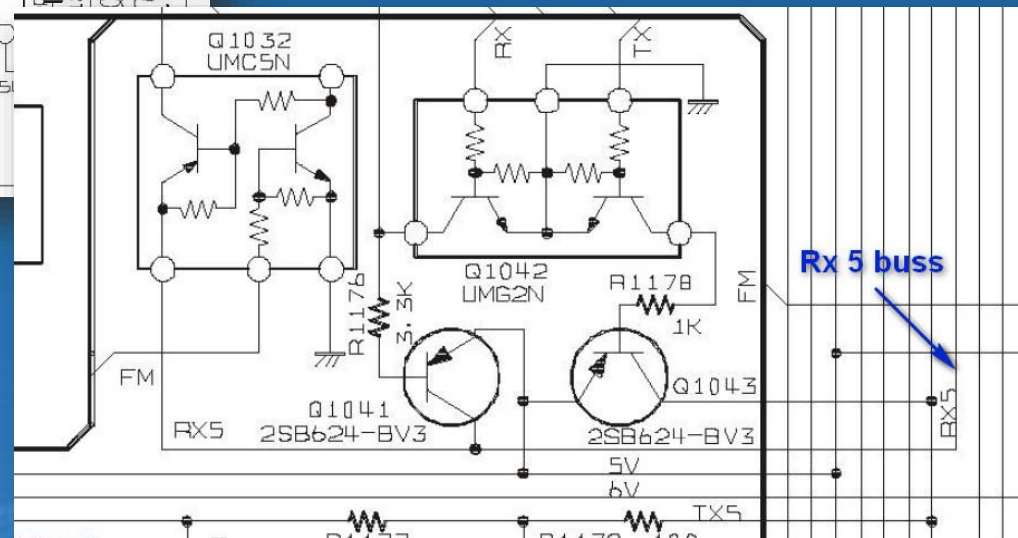 Q1032
UMC5N
RX
TX
Q1042
UMG2N
R1176
3.3K
R1178
1K
FM
Rx 5 buss
FM
Q1041
2SB624-BV3
Q1043
2SB624-BV3
RX5
RX5
5V
6V
TX5